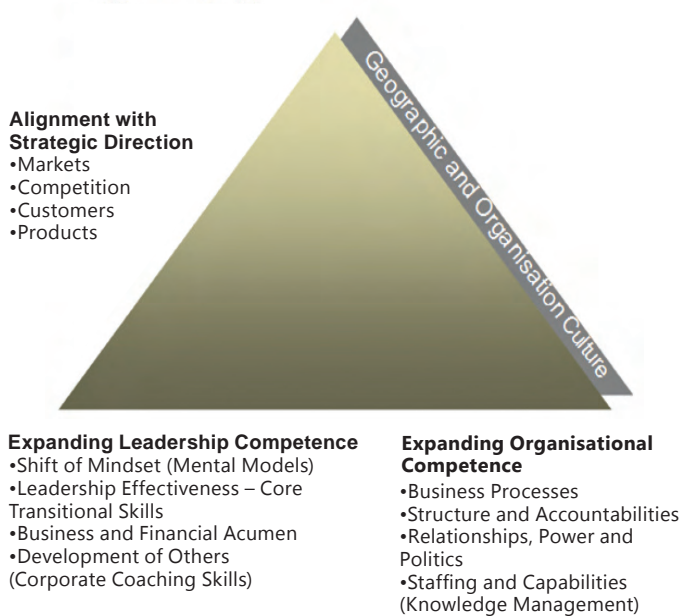 Geographic and Organisation Culture
Alignment with
Strategic Direction
•Markets
•Competition
•Customers
•Products
Expanding Leadership Competence
•Shift of Mindset (Mental Models)
•Leadership Effectiveness – Core
Transitional Skills
•Business and Financial Acumen
•Development of Others
(Corporate Coaching Skills)
Expanding Organisational
Competence
•Business Processes
•Structure and Accountabilities
•Relationships, Power and
Politics
•Staffing and Capabilities
(Knowledge Management)